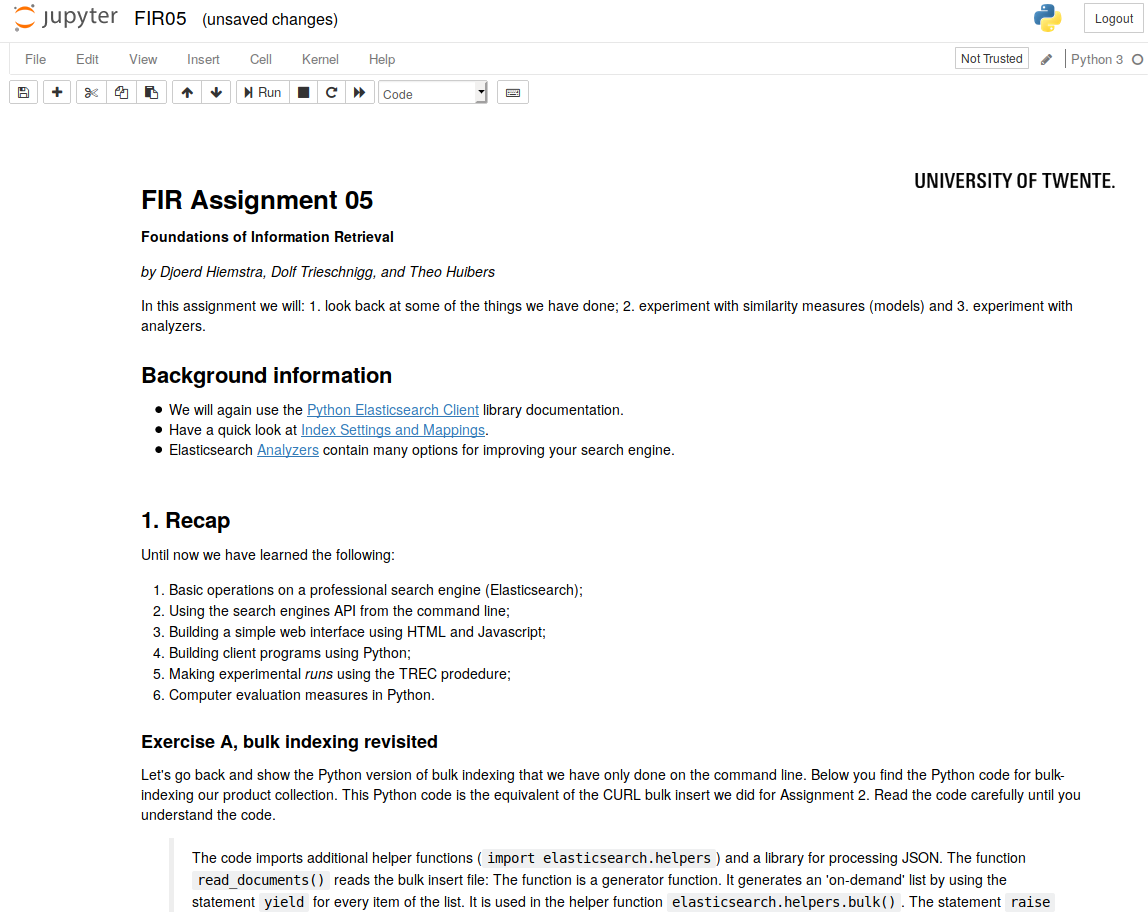 jupyter FIR05 (unsaved changes) Logout
File Edit View Insert Cell Kernel Help Not Trusted Python 3
Run Code
UNIVERSITY OF TWENTE.
FIR Assignment 05
Foundations of Information Retrieval
by Djoerd Hiemstra, Dolf Trieschnigg, and Theo Huibers
In this assignment we will: 1. look back at some of the things we have done; 2. experiment with similarity measures (models) and 3. experiment with
analyzers.
Background information
• We will again use the Python Elasticsearch Client library documentation.
• Have a quick look at Index Settings and Mappings.
• Elasticsearch Analyzers contain many options for improving your search engine.
1. Recap
Until now we have learned the following:
1. Basic operations on a professional search engine (Elasticsearch);
2. Using the search engines API from the command line;
3. Building a simple web interface using HTML and Javascript;
4. Building client programs using Python;
5. Making experimental runs using the TREC prodedure;
6. Computer evaluation measures in Python.
Exercise A, bulk indexing revisited
Let's go back and show the Python version of bulk indexing that we have only done on the command line. Below you find the Python code for bulk-
indexing our product collection. This Python code is the equivalent of the CURL bulk insert we did for Assignment 2. Read the code carefully until you
understand the code.
The code imports additional helper functions ( import elasticsearch.helpers ) and a library for processing JSON. The function
read_documents() reads the bulk insert file: The function is a generator function. It generates an 'on-demand' list by using the
statement yield for every item of the list. It is used in the helper function elasticsearch.helpers.bulk() . The statement raise